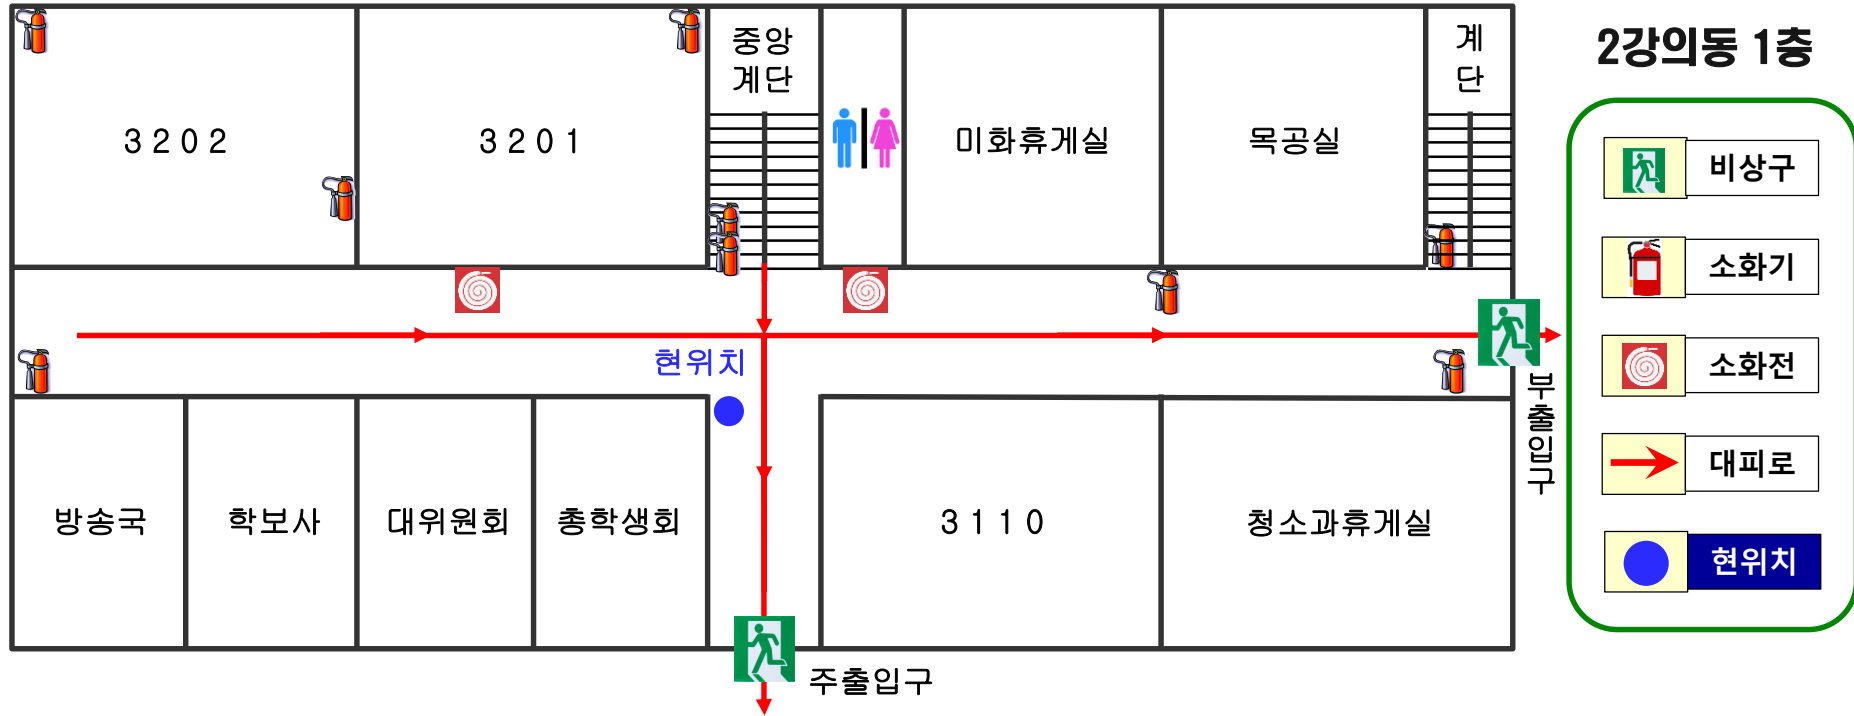 2강의동 1층
중앙
계단
계
단
3202
3201
미화휴게실
목공실
비상구
소화기
소화전
대피로
현위치
현위치
부출입구
방송국
학보사
대위원회
총학생회
3110
청소과휴게실
주출입구